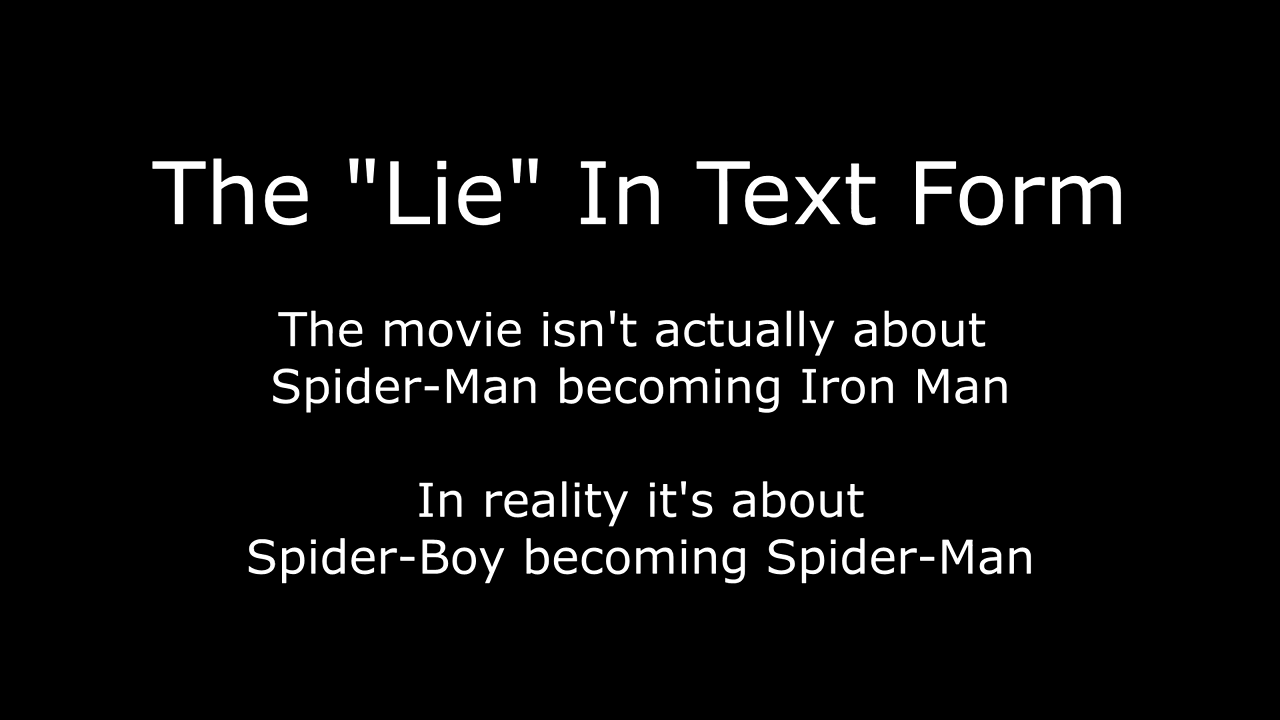 The "Lie" In Text Form
The movie isn't actually about
Spider-Man becoming Iron Man
In reality it's about
Spider-Boy becoming Spider-Man